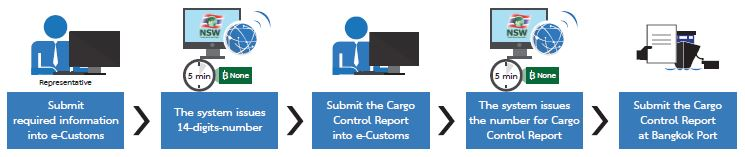 NSW
NSW
5 min
฿ None
5 min
฿ None
Representative
Submit
required information
into e-Customs
The system issues
14-digits-number
Submit the Cargo
Control Report
into e-Customs
The system issues
the number for Cargo
Control Report
Submit the Cargo
Control Report
at Bangkok Port